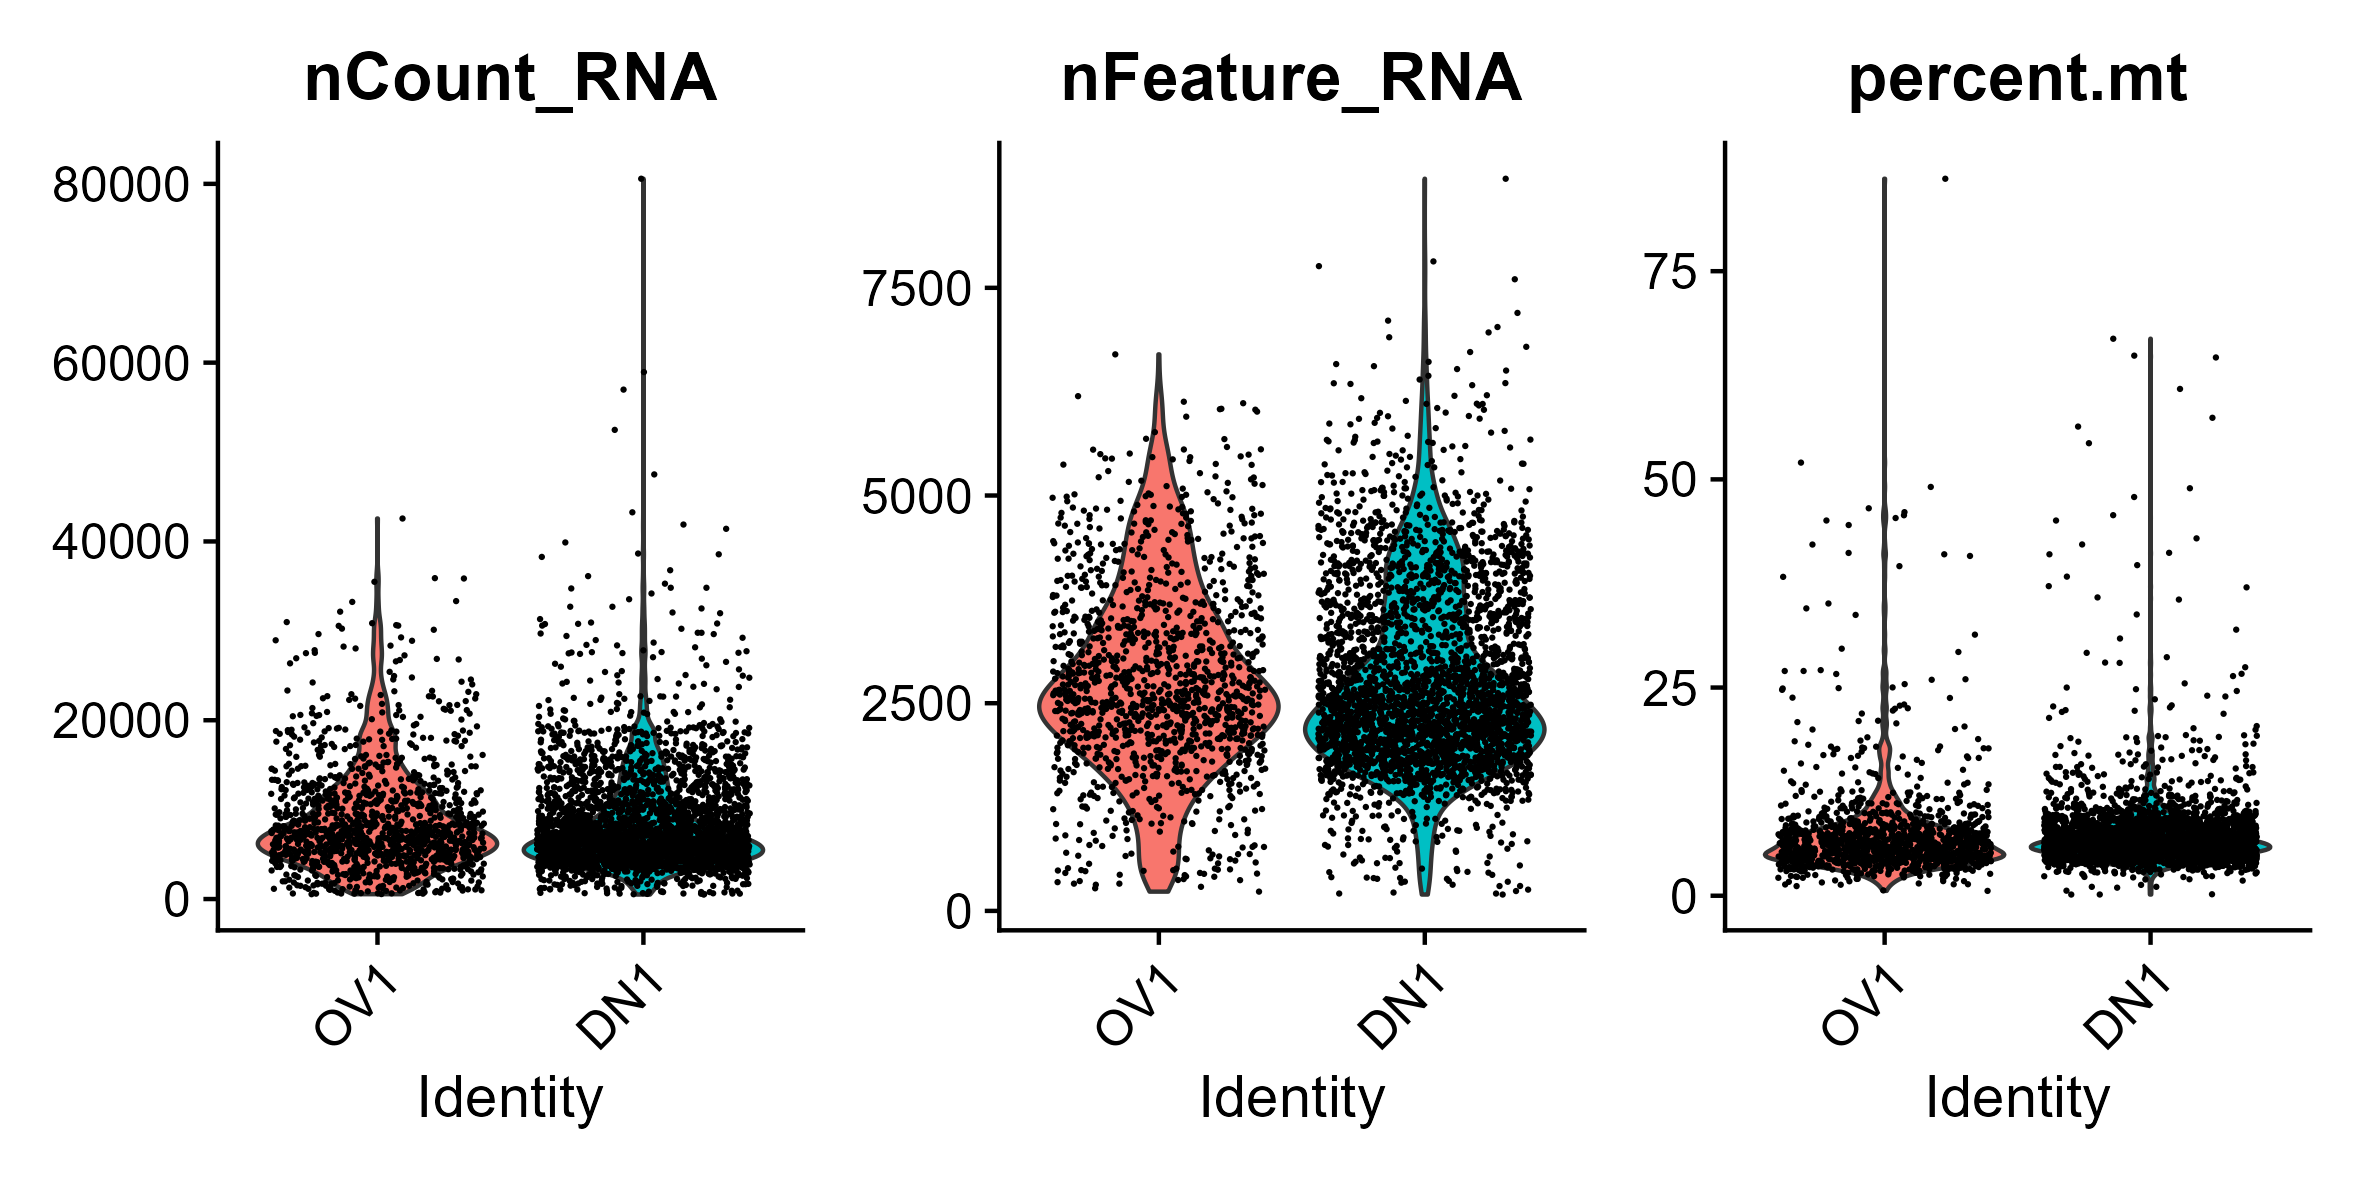 nCount_RNA
80000
60000
40000
20000
0
OV1
DN1
Identity
nFeature_RNA
7500
5000
2500
0
OV1
DN1
Identity
percent.mt
75
50
25
0
OV1
DN1
Identity